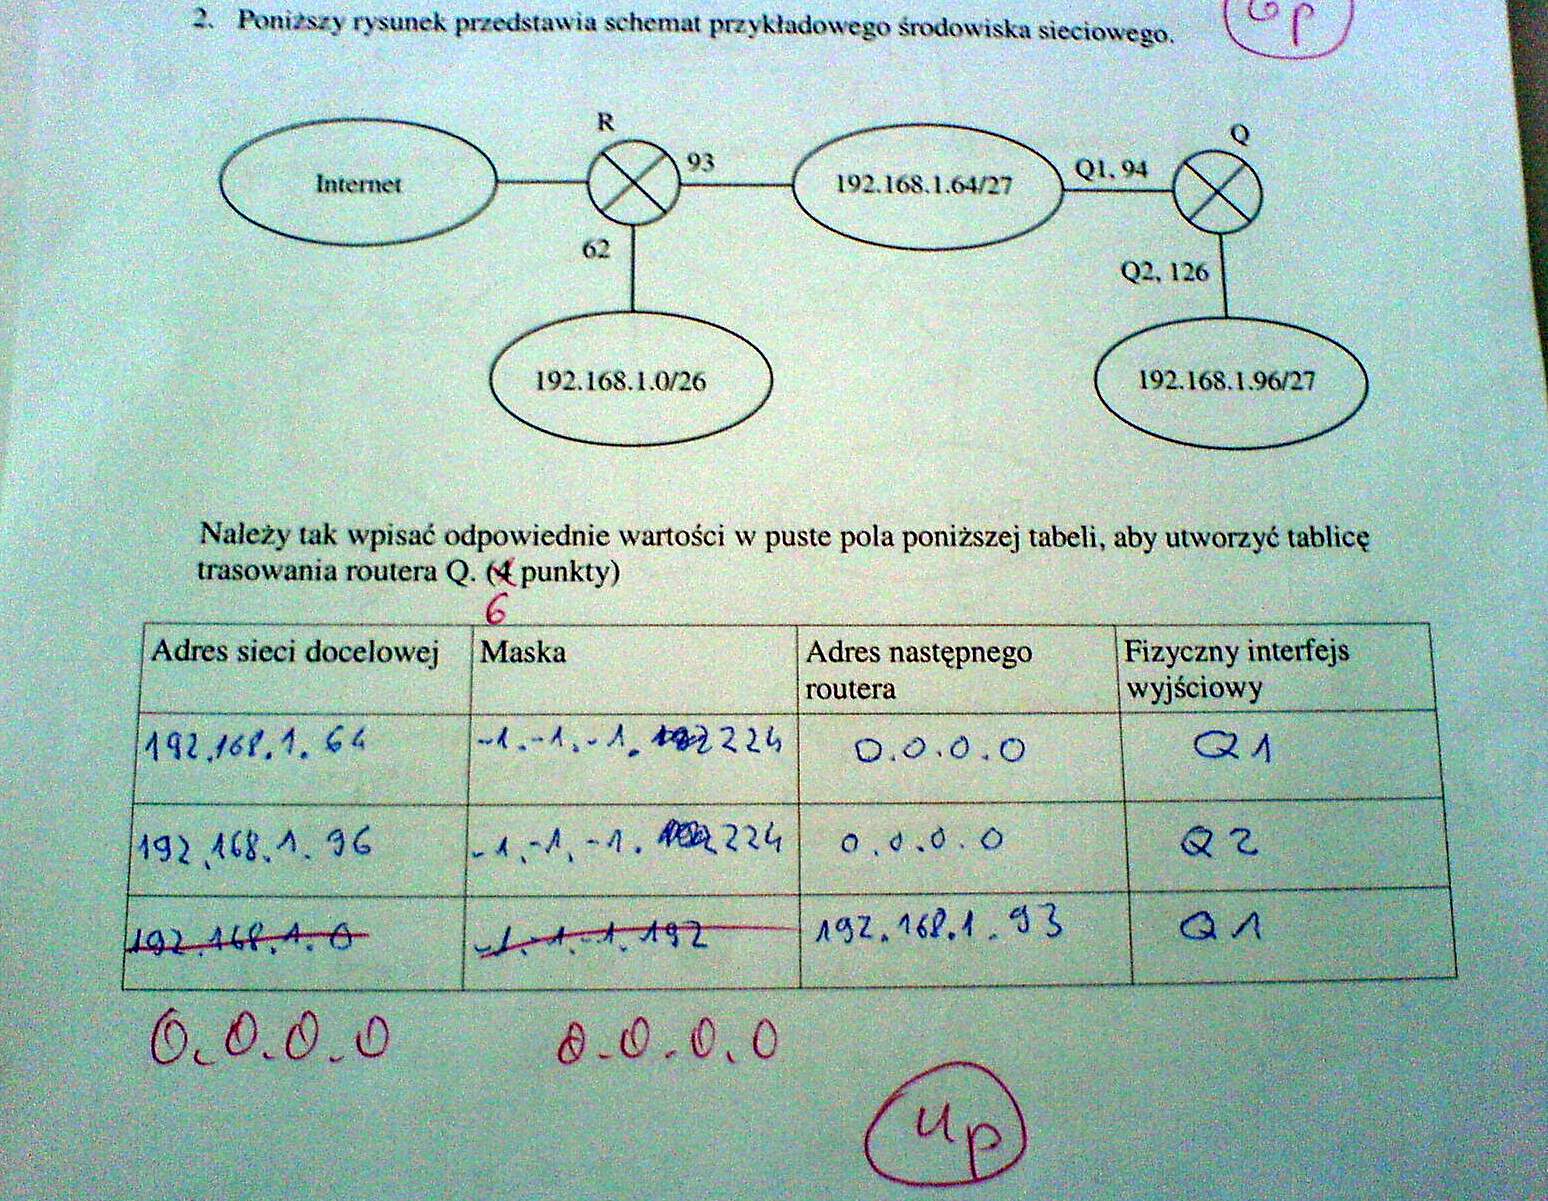 2. Poniższy rysunek przedstawia schemat przykładowego środowiska sieciowego.
6p
R
Q
Internet
93
192.168.1.64/27
Q1, 94
62
Q2, 126
192.168.1.0/26
192.168.1.96/27
Należy tak wpisać odpowiednie wartości w puste pola poniższej tabeli, aby utworzyć tablicę
trasowania routera Q. (4 punkty)
6
Adres sieci docelowej Maska Adres następnego routera Fizyczny interfejs wyjściowy
192.168.1.64 -1.-1.-1. 224 0.0.0.0 Q1
192.168.1.96 -1.-1.-1. 224 0.0.0.0 Q2
192.168.1.0 -1.-1.-1.192 192.168.1.93 Q1
0.0.0.0 0.0.0.0
4p